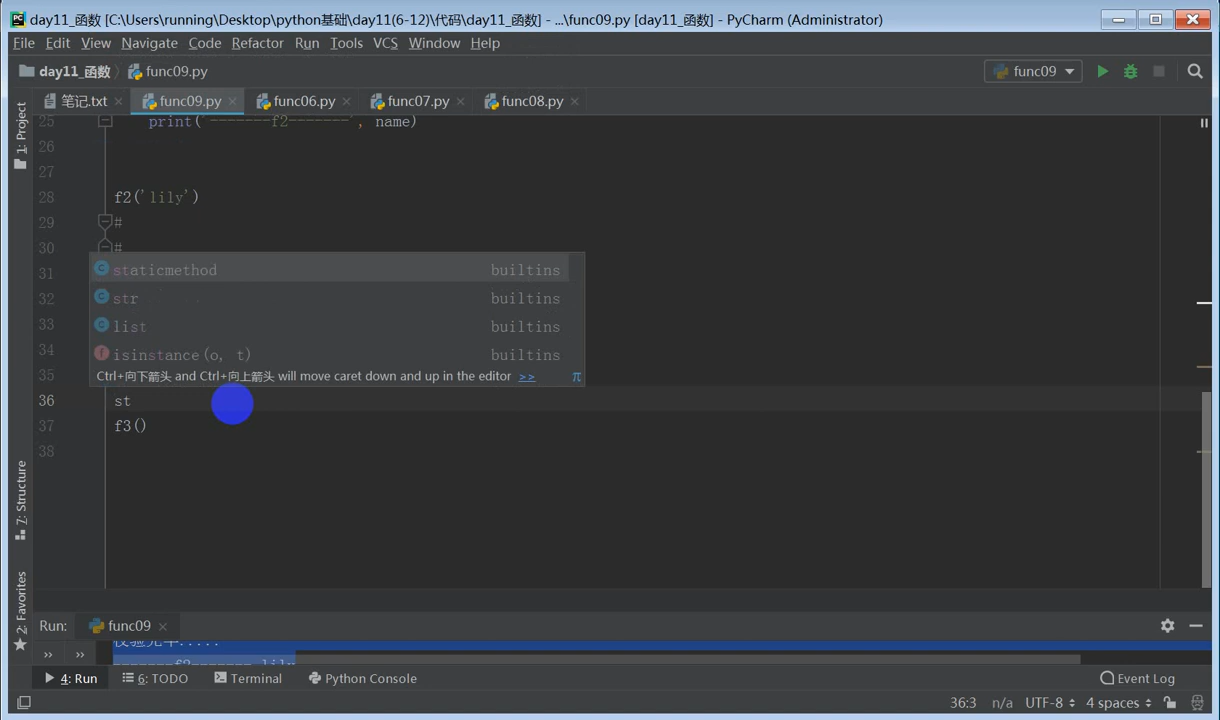 day11_函数 [C:\Users\running\Desktop\python基础\day11(6-12)\代码\day11_函数] - ...\func09.py [day11_函数] - PyCharm (Administrator)
File Edit View Navigate Code Refactor Run Tools VCS Window Help
day11_函数 func09.py func09
笔记.txt func09.py func06.py func07.py func08.py
1: Project
25 print('-------f2-------', name)
26
27
28 f2('lily')
29 #
30 #
31 staticmethod builtins
32 str builtins
33 list builtins
34 isinstance(o, t) builtins
35 Ctrl+向下箭头 and Ctrl+向上箭头 will move caret down and up in the editor >> π
36 st
37 f3()
38
7: Structure
2: Favorites
Run: func09
校验完毕.....
-------f2------- lily
4: Run 6: TODO Terminal Python Console Event Log
36:3 n/a UTF-8 4 spaces